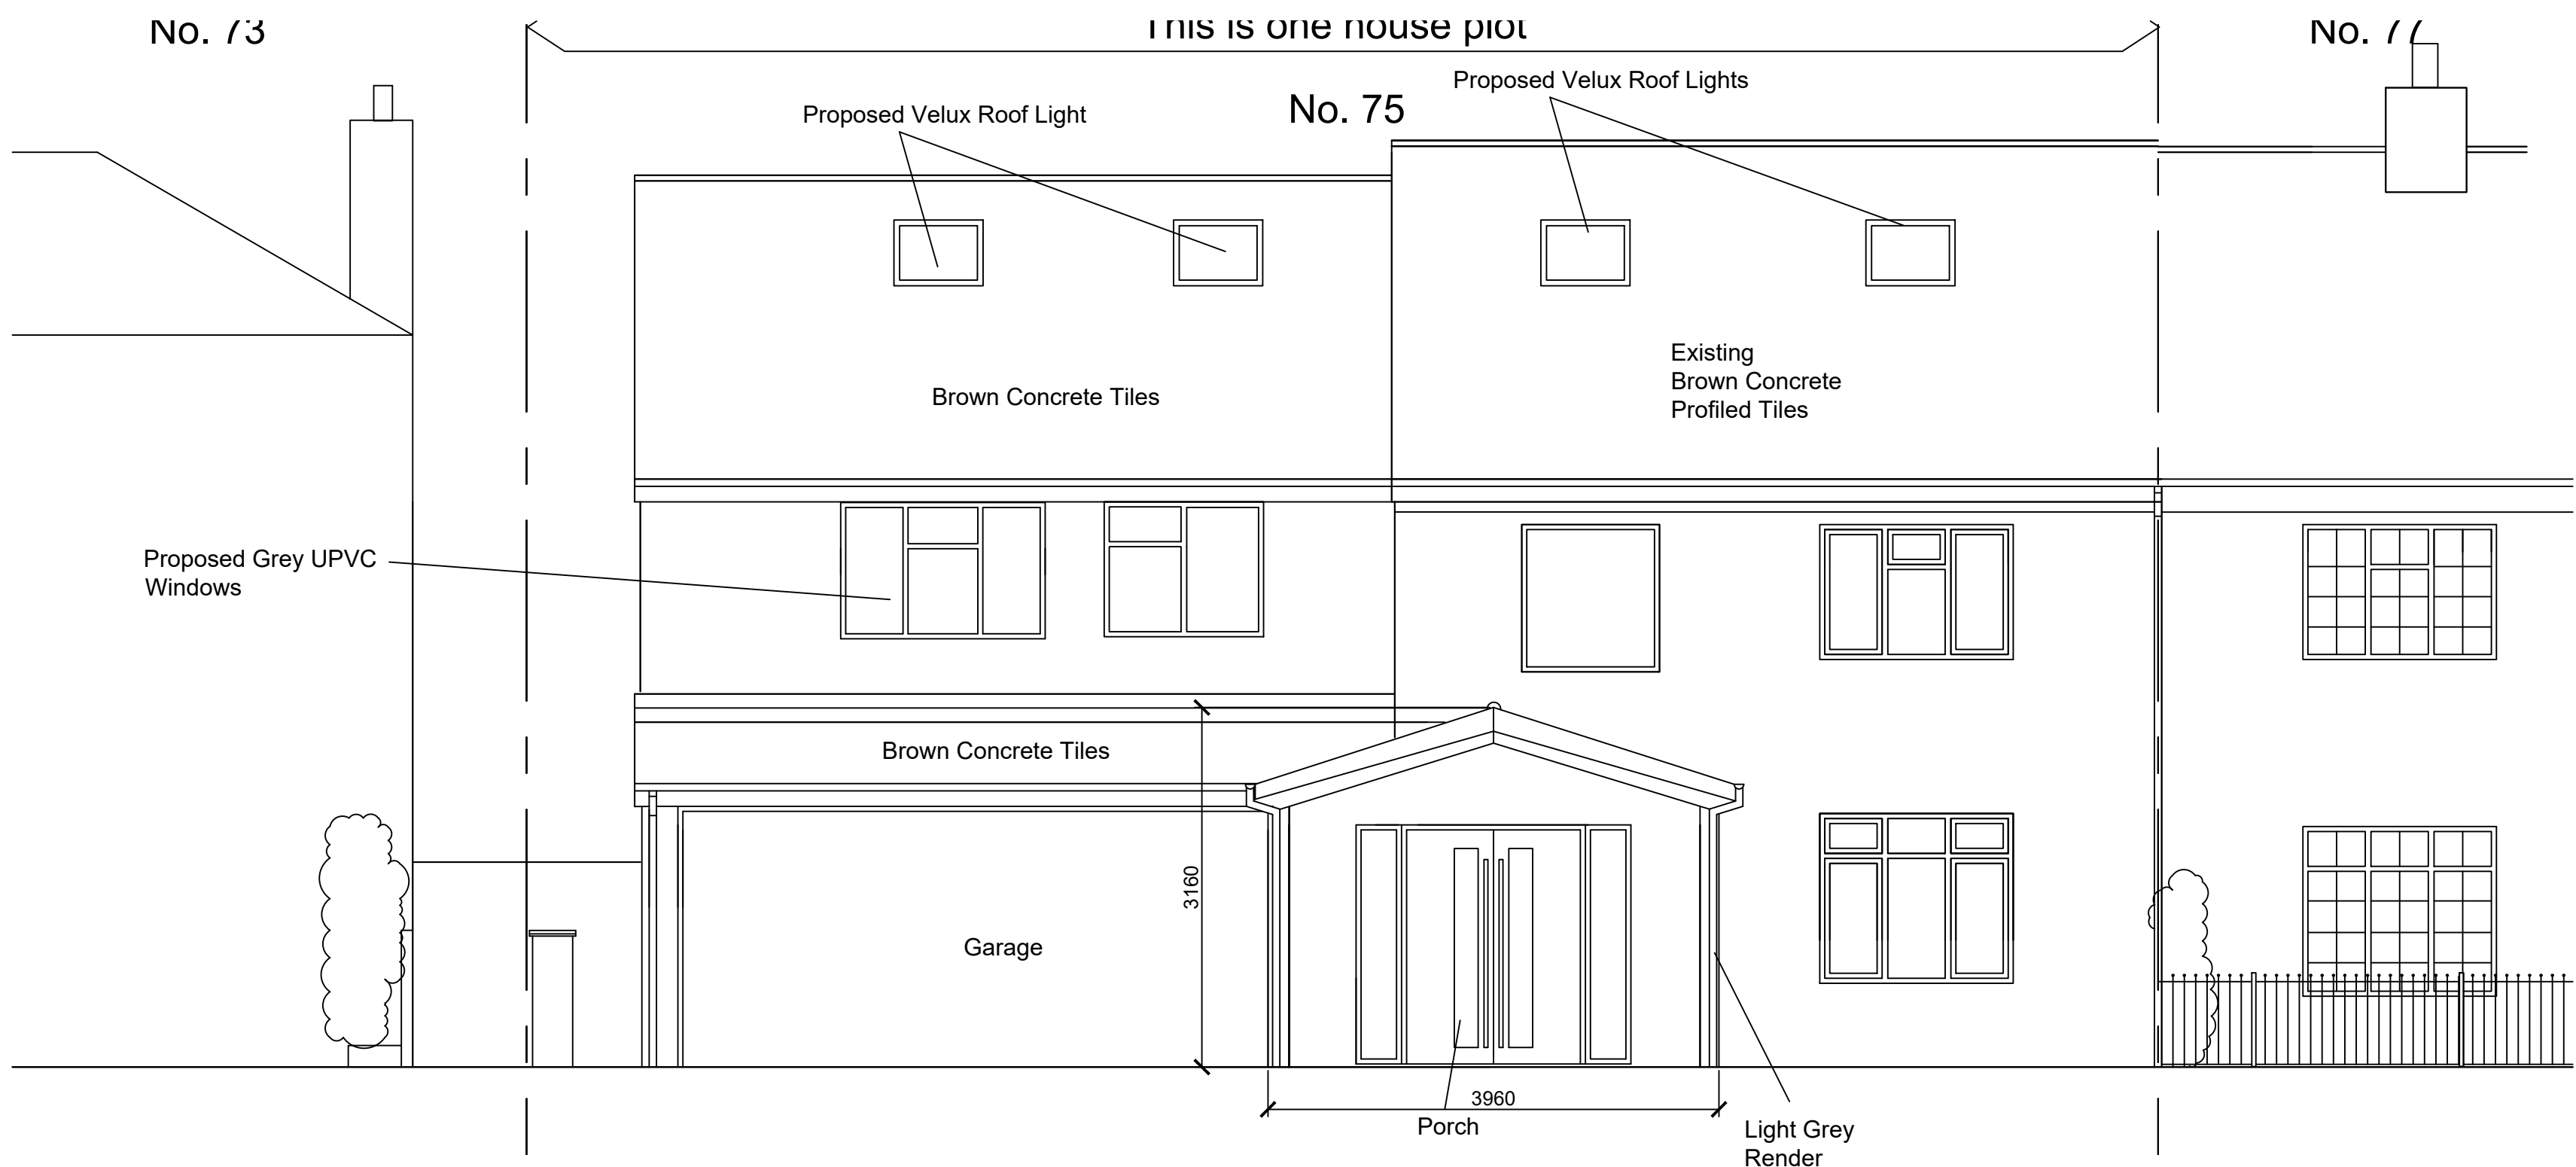 No. 73
This is one house plot
No. 77
Proposed Velux Roof Lights
Proposed Velux Roof Light
No. 75
Existing
Brown Concrete
Profiled Tiles
Brown Concrete Tiles
Proposed Grey UPVC
Windows
Brown Concrete Tiles
3160
Garage
3960
Porch
Light Grey
Render